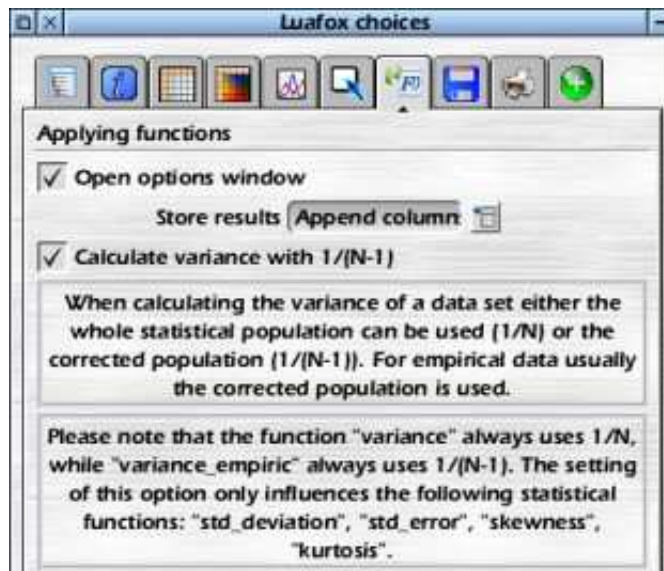 Luafox choices
Applying functions
Open options window
Store results Append column
Calculate variance with 1/(N-1)
When calculating the variance of a data set either the
whole statistical population can be used (1/N) or the
corrected population (1/(N-1)). For empirical data usually
the corrected population is used.
Please note that the function "variance" always uses 1/N,
while "variance_empiric" always uses 1/(N-1). The setting
of this option only influences the following statistical
functions: "std_deviation", "std_error", "skewness",
"kurtosis".